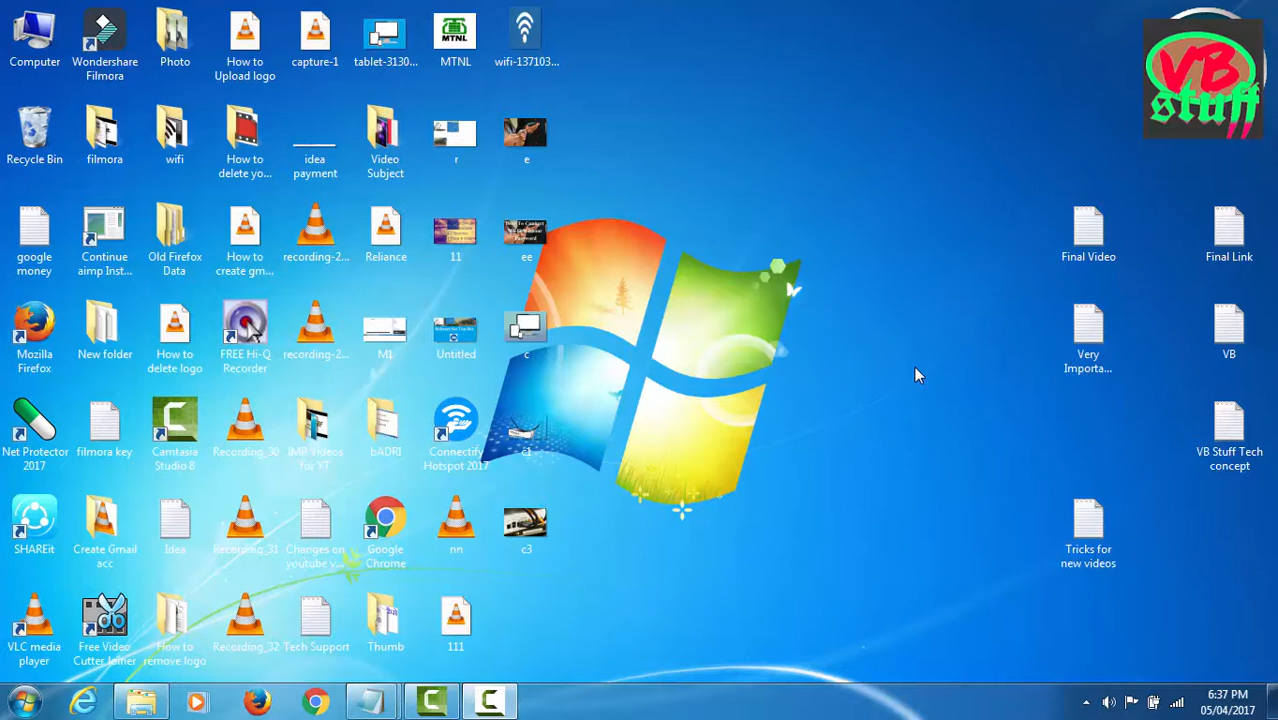 Computer
Wondershare
Filmora
Photo
How to
Upload logo
capture-1
tablet-3130...
MTNL
MTNL
wifi-137103...
VB
stuff
Recycle Bin
filmora
wifi
How to
delete yo...
idea
payment
Video
Subject
r
e
google
money
Continue
aimp Inst...
Old Firefox
Data
How to
create gm...
recording-2...
Reliance
11
ee
Final Video
Final Link
Mozilla
Firefox
New folder
How to
delete logo
FREE Hi-Q
Recorder
recording-2...
M1
Untitled
c
Very
Importa...
VB
Net Protector
2017
filmora key
Camtasia
Studio 8
Recording_30
IMP Videos
for YT
bADRI
Connectify
Hotspot 2017
c1
VB Stuff Tech
concept
SHAREit
Create Gmail
acc
Idea
Recording_31
Changes on
youtube v...
Google
Chrome
nn
c3
Tricks for
new videos
VLC media
player
Free Video
Cutter Joiner
How to
remove logo
Recording_32
Tech Support
Thumb
111
6:37 PM
05/04/2017